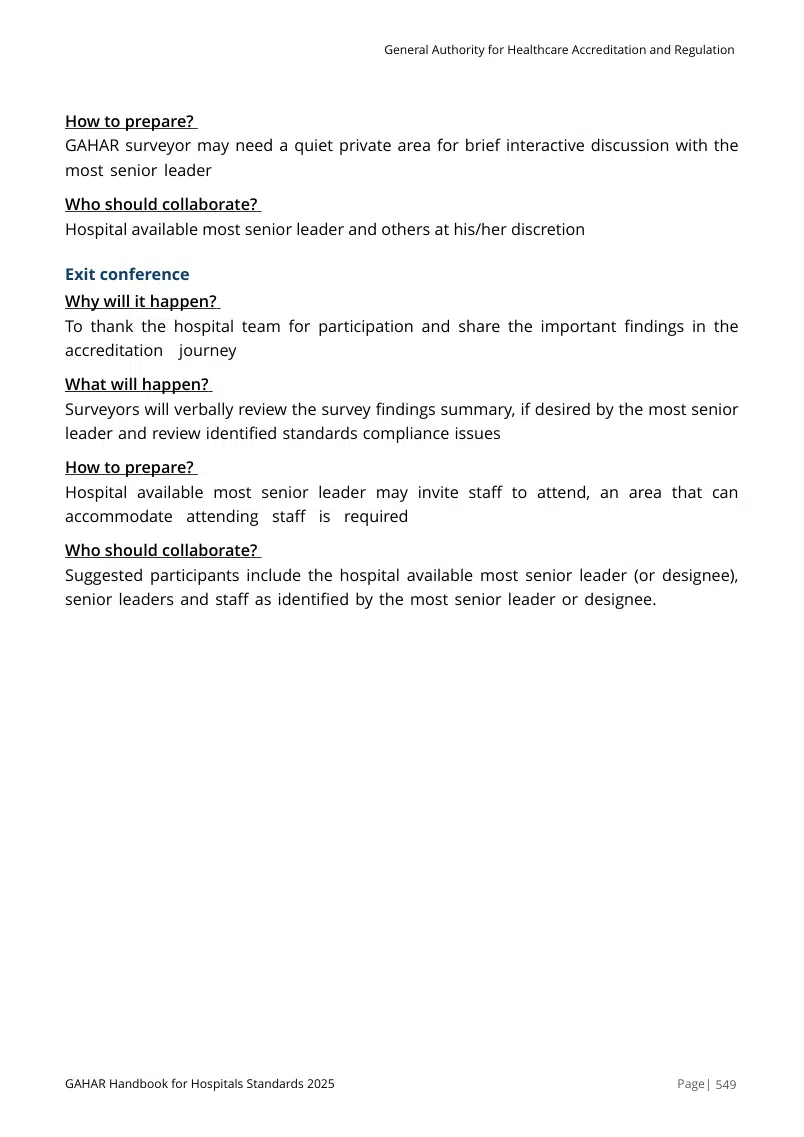 General Authority for Healthcare Accreditation and Regulation
How to prepare?
GAHAR surveyor may need a quiet private area for brief interactive discussion with the
most senior leader
Who should collaborate?
Hospital available most senior leader and others at his/her discretion
Exit conference
Why will it happen?
To thank the hospital team for participation and share the important findings in the
accreditation journey
What will happen?
Surveyors will verbally review the survey findings summary, if desired by the most senior
leader and review identified standards compliance issues
How to prepare?
Hospital available most senior leader may invite staff to attend, an area that can
accommodate attending staff is required
Who should collaborate?
Suggested participants include the hospital available most senior leader (or designee),
senior leaders and staff as identified by the most senior leader or designee.
GAHAR Handbook for Hospitals Standards 2025
Page| 549